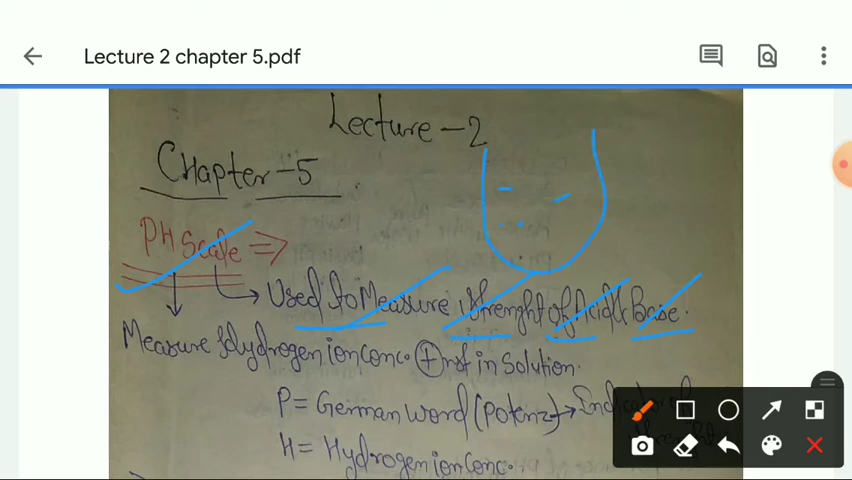 Lecture 2 chapter 5.pdf
Lecture - 2
CHapter - 5
PH Scale ⇒
Used to Measure Strenght of Acid & Base.
Measure Hydrogen ion conc. (+) in Solution.
P = German word (Potenz) → Indicator of
H = Hydrogen ion Conc.